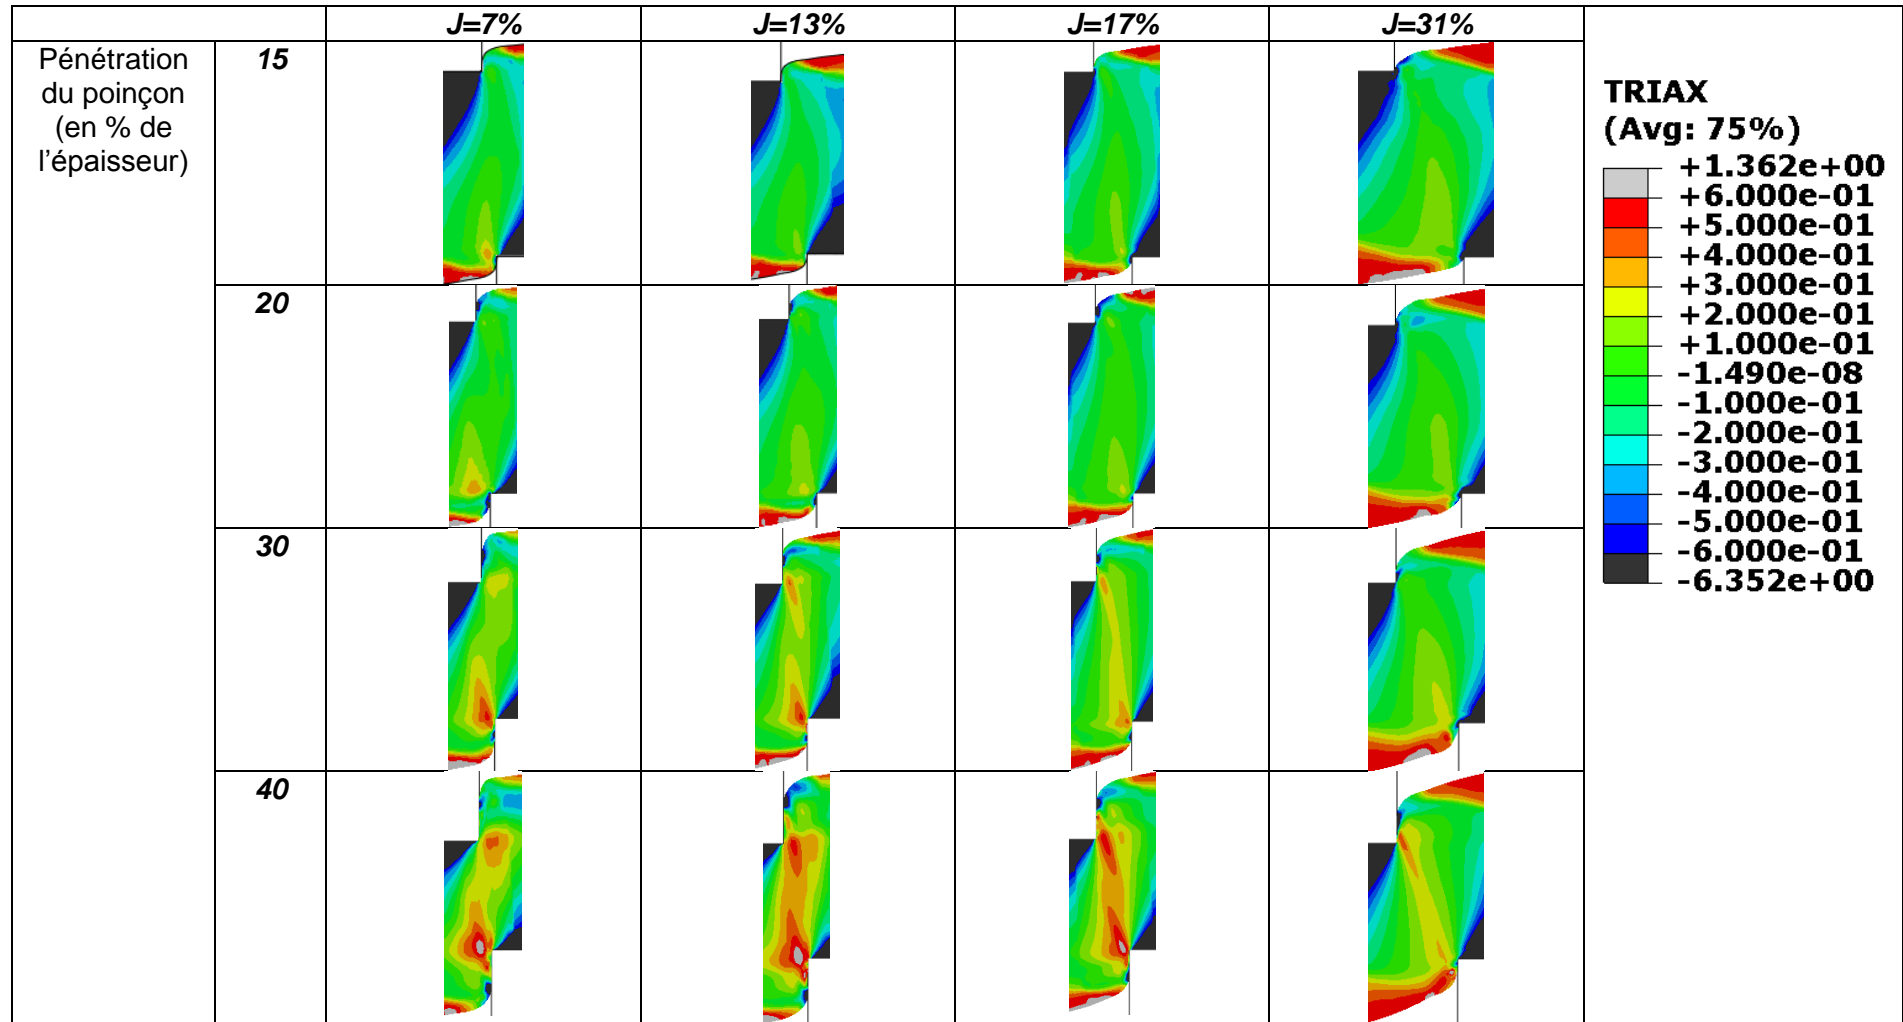 J=7% J=13% J=17% J=31%
Pénétration
du poinçon
(en % de
l'épaisseur)
15
20
30
40
TRIAX
(Avg: 75%)
+1.362e+00
+6.000e-01
+5.000e-01
+4.000e-01
+3.000e-01
+2.000e-01
+1.000e-01
-1.490e-08
-1.000e-01
-2.000e-01
-3.000e-01
-4.000e-01
-5.000e-01
-6.000e-01
-6.352e+00